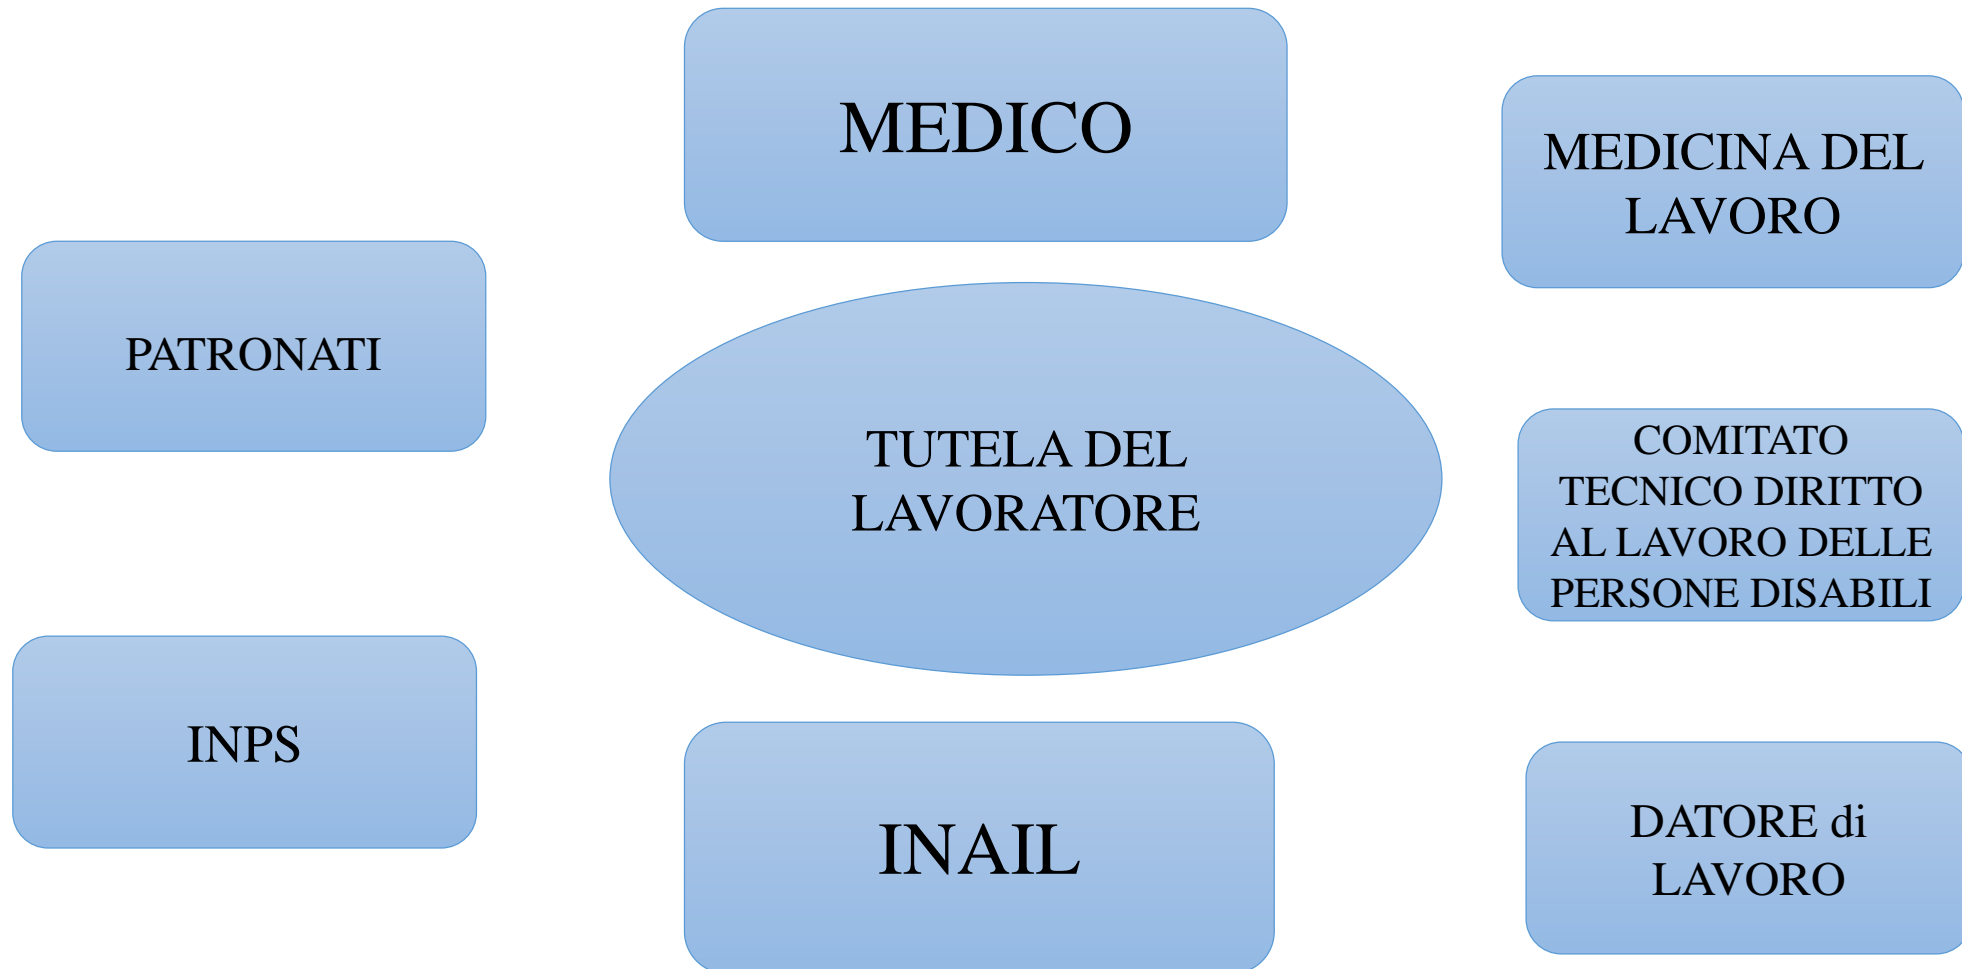 MEDICO
MEDICINA DEL
LAVORO
PATRONATI
TUTELA DEL
LAVORATORE
COMITATO
TECNICO DIRITTO
AL LAVORO DELLE
PERSONE DISABILI
INPS
INAIL
DATORE di
LAVORO